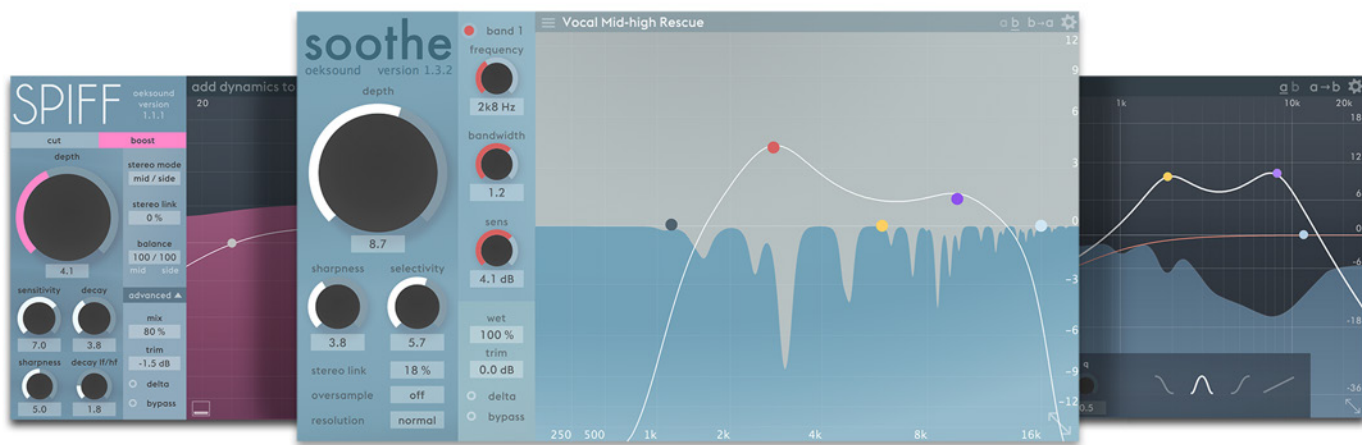 SPIFF
oeksound
version
1.1.1
add dynamics to
20
cut
boost
depth
4.1
stereo mode
mid / side
stereo link
0 %
balance
100 / 100
mid side
advanced
sensitivity
decay
7.0
3.8
mix
80 %
trim
-1.5 dB
sharpness
decay lf/hf
5.0
1.8
delta
bypass
soothe
oeksound version 1.3.2
depth
8.7
sharpness
selectivity
3.8
5.7
stereo link
18 %
oversample
off
resolution
normal
band 1
frequency
2k8 Hz
bandwidth
1.2
sens
4.1 dB
wet
100 %
trim
0.0 dB
delta
bypass
Vocal Mid-high Rescue
a b b→a
12
9
6
3
0
-3
-6
-9
-12
250 500 1k 2k 4k 8k 16k
a b a→b
1k 10k 20k
18
12
6
0
-6
-18
-36
q
0.5